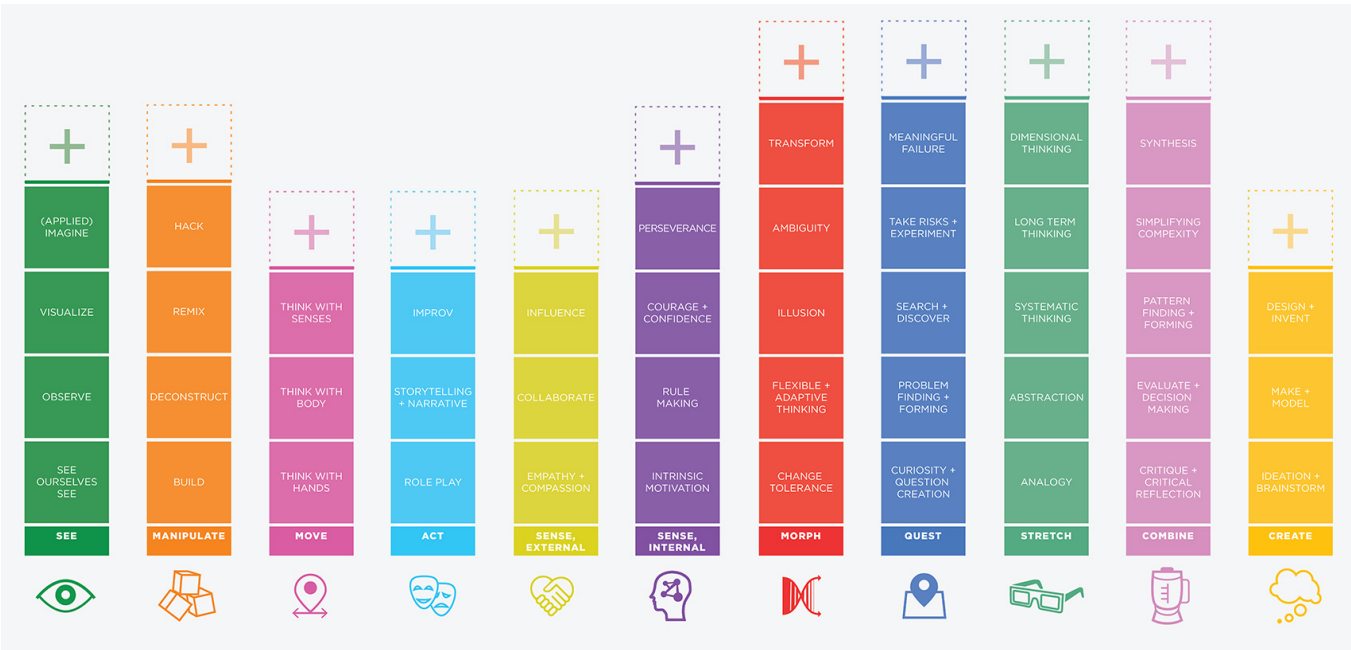 (APPLIED)
IMAGINE
VISUALIZE
OBSERVE
SEE
OURSELVES
SEE
SEE
HACK
REMIX
DECONSTRUCT
BUILD
MANIPULATE
THINK WITH
SENSES
THINK WITH
BODY
THINK WITH
HANDS
MOVE
IMPROV
STORYTELLING
+ NARRATIVE
ROLE PLAY
ACT
INFLUENCE
COLLABORATE
EMPATHY +
COMPASSION
SENSE,
EXTERNAL
PERSEVERANCE
COURAGE +
CONFIDENCE
RULE
MAKING
INTRINSIC
MOTIVATION
SENSE,
INTERNAL
TRANSFORM
AMBIGUITY
ILLUSION
FLEXIBLE +
ADAPTIVE
THINKING
CHANGE
TOLERANCE
MORPH
MEANINGFUL
FAILURE
TAKE RISKS +
EXPERIMENT
SEARCH +
DISCOVER
PROBLEM
FINDING +
FORMING
CURIOSITY +
QUESTION
CREATION
QUEST
DIMENSIONAL
THINKING
LONG TERM
THINKING
SYSTEMATIC
THINKING
ABSTRACTION
ANALOGY
STRETCH
SYNTHESIS
SIMPLIFYING
COMPEXITY
PATTERN
FINDING +
FORMING
EVALUATE +
DECISION
MAKING
CRITIQUE +
CRITICAL
REFLECTION
COMBINE
DESIGN +
INVENT
MAKE +
MODEL
IDEATION +
BRAINSTORM
CREATE